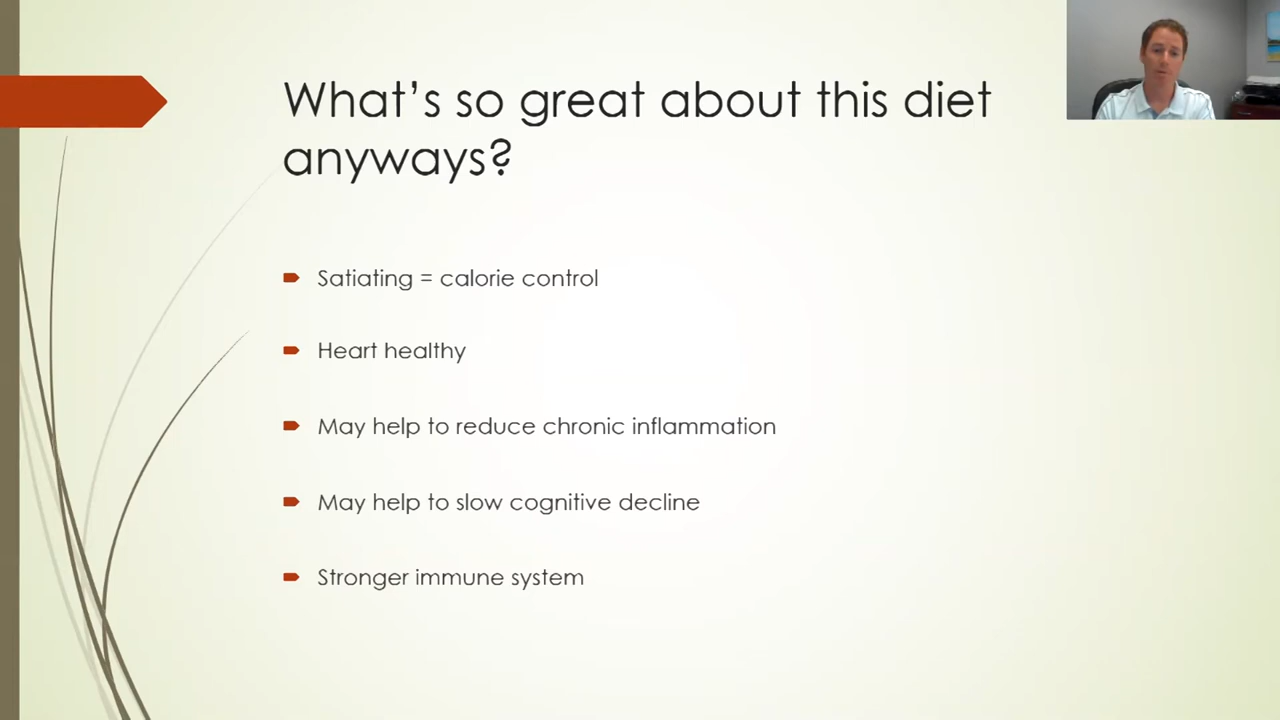 What’s so great about this diet
anyways?
Satiating = calorie control
Heart healthy
May help to reduce chronic inflammation
May help to slow cognitive decline
Stronger immune system